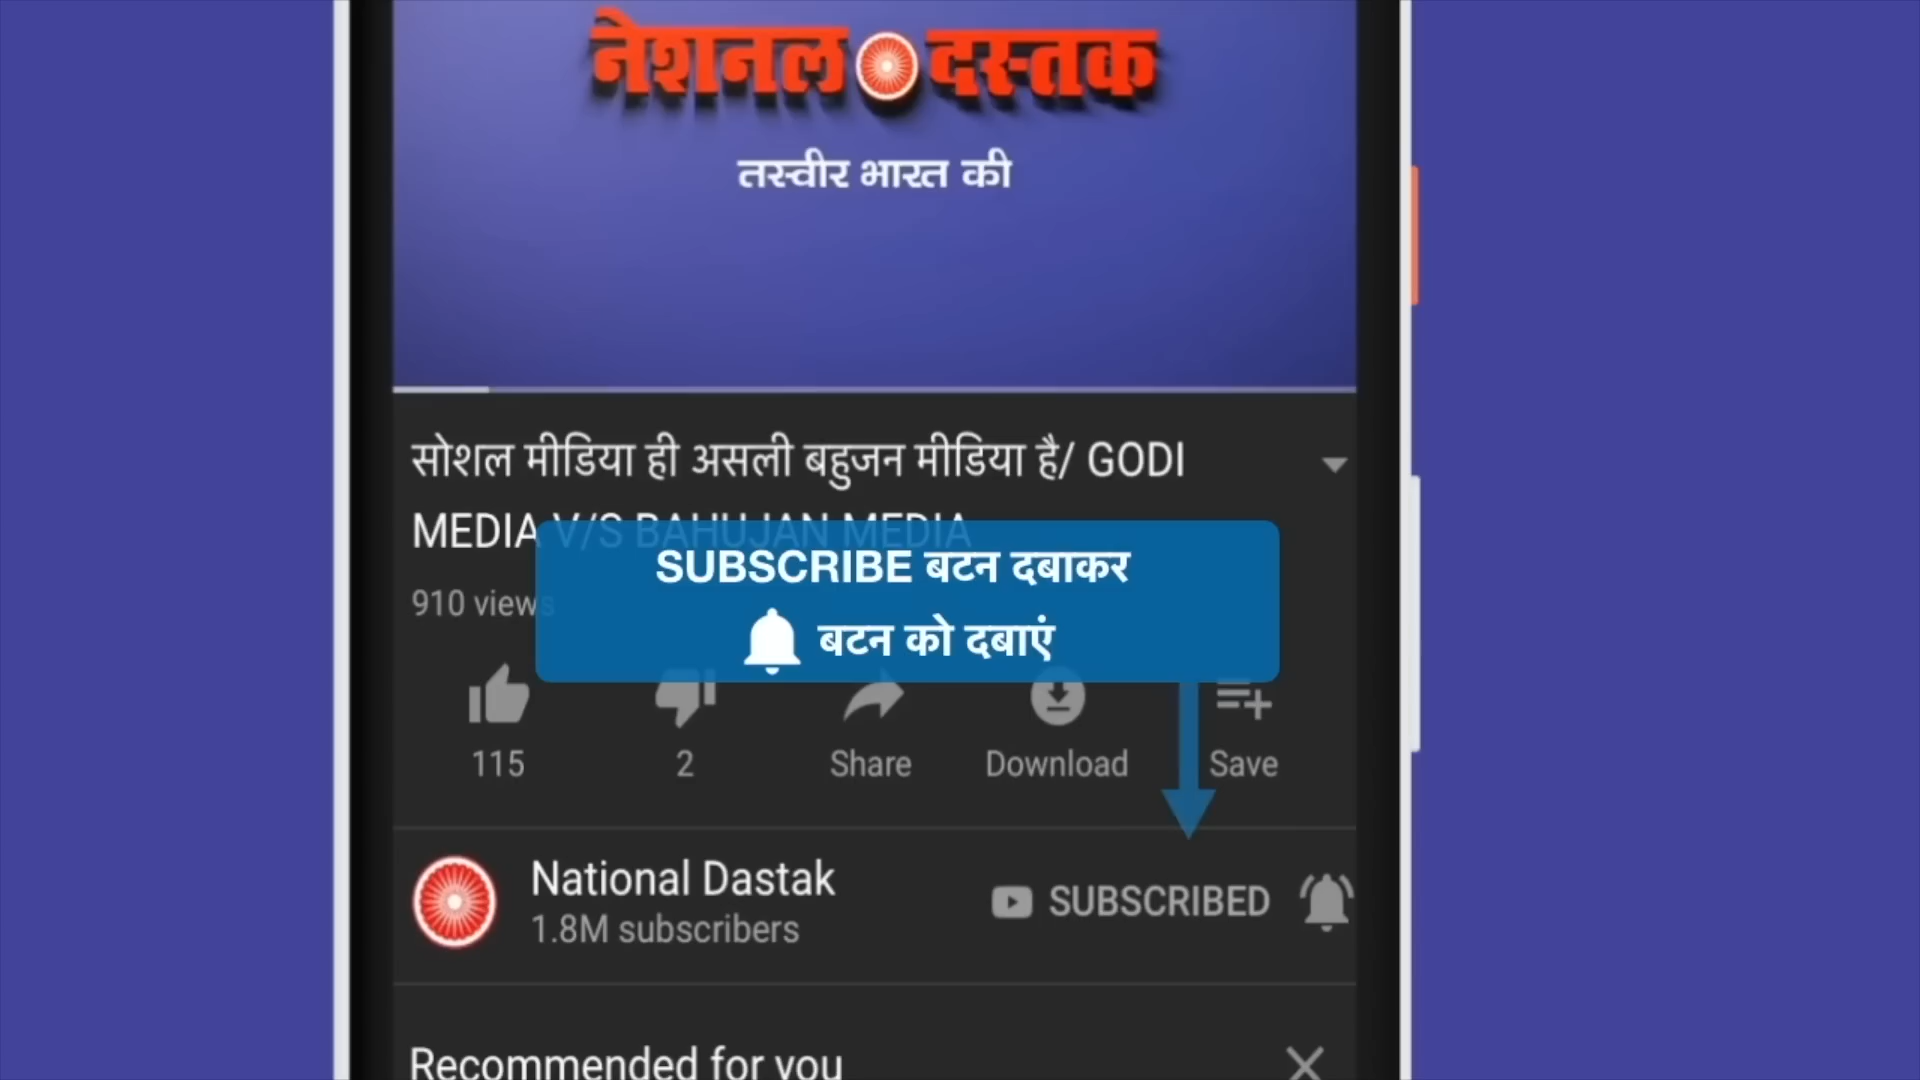 नेशनल दस्तक
तस्वीर भारत की
सोशल मीडिया ही असली बहुजन मीडिया है/ GODI
MEDIA V/S BAHUJAN MEDIA
SUBSCRIBE बटन दबाकर
बटन को दबाएं
910 views
115
2
Share
Download
Save
National Dastak
1.8M subscribers
SUBSCRIBED
Recommended for you